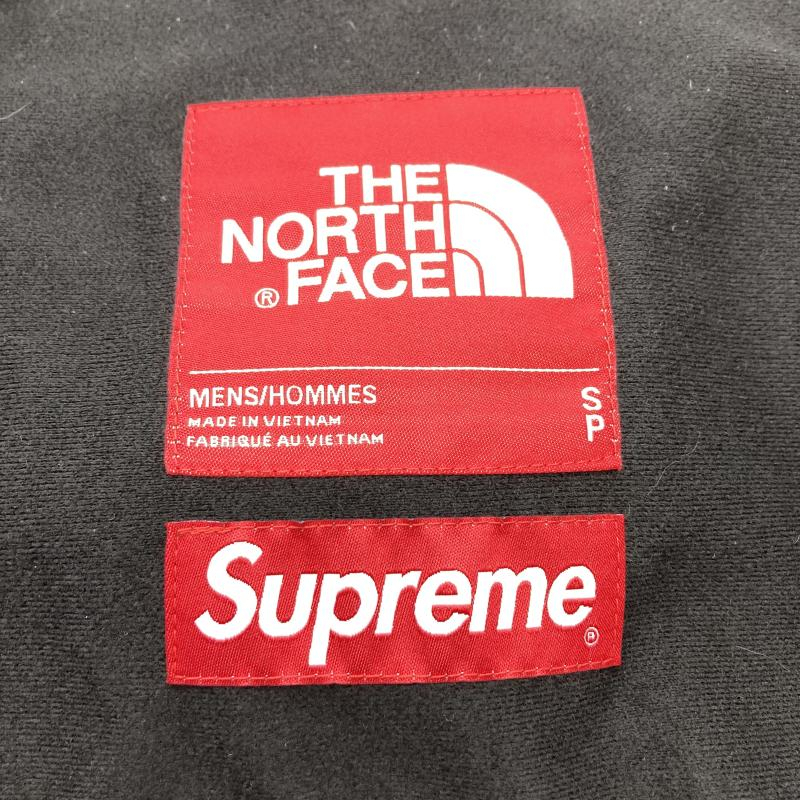 THE
NORTH
FACE
®
MENS/HOMMES S
MADE IN VIETNAM P
FABRIQUÉ AU VIETNAM
Supreme ®